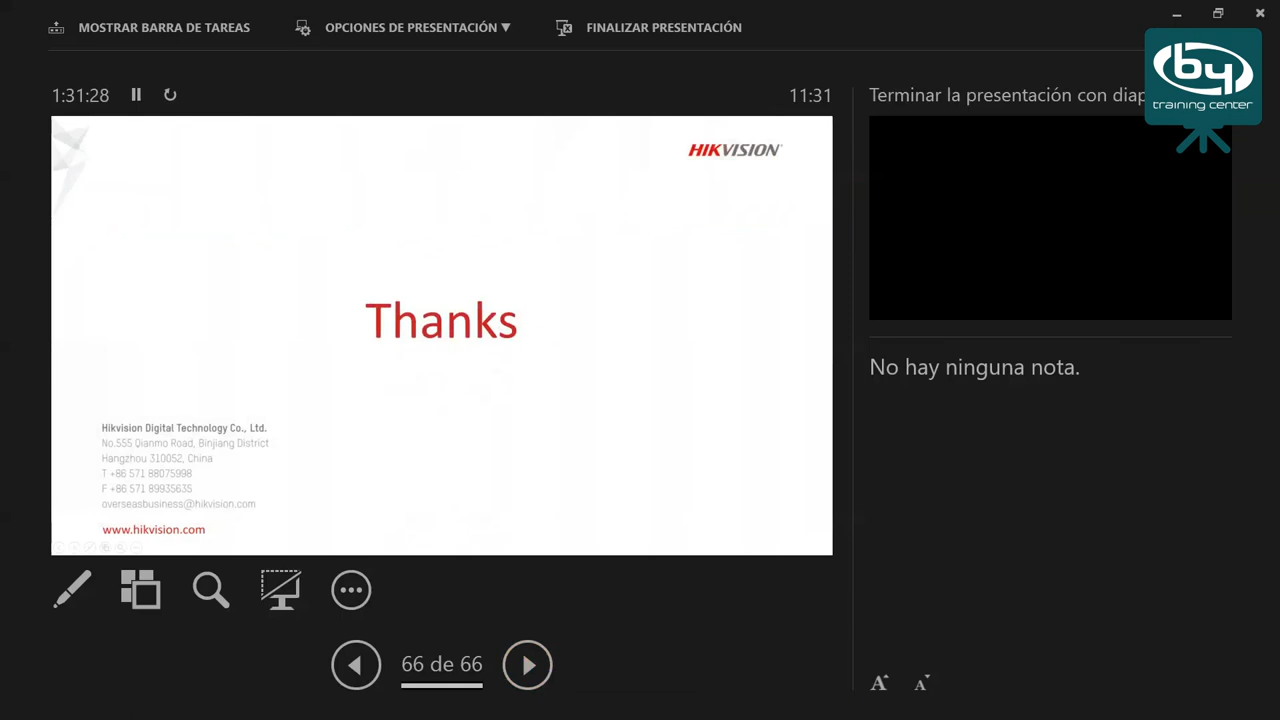 MOSTRAR BARRA DE TAREAS
OPCIONES DE PRESENTACIÓN ▼
FINALIZAR PRESENTACIÓN
by
training center
1:31:28
11:31
Terminar la presentación con
HIKVISION
Thanks
Hikvision Digital Technology Co., Ltd.
No.555 Qianmo Road, Binjiang District
Hangzhou 310052, China
T +86 571 88075998
F +86 571 89935635
overseasbusiness@hikvision.com
www.hikvision.com
No hay ninguna nota.
66 de 66
A A